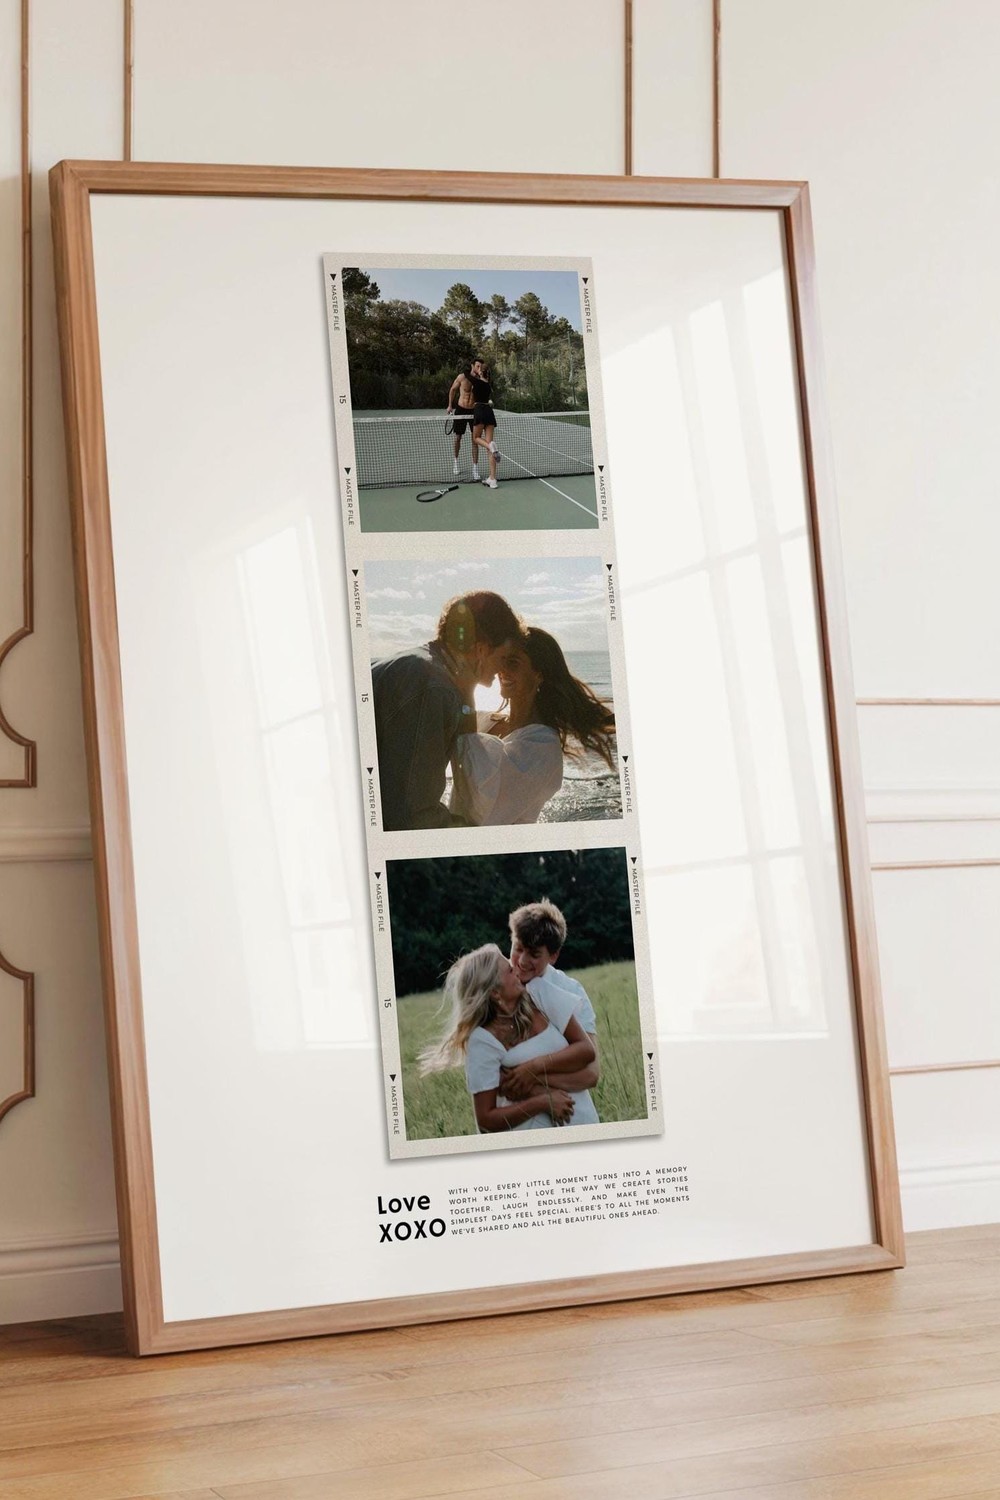 ▼ MASTER FILE
▼ MASTER FILE
15
▼ MASTER FILE
▼ MASTER FILE
▼ MASTER FILE
▼ MASTER FILE
15
▼ MASTER FILE
▼ MASTER FILE
▼ MASTER FILE
▼ MASTER FILE
15
▼ MASTER FILE
▼ MASTER FILE
Love
XOXO
WITH YOU, EVERY LITTLE MOMENT TURNS INTO A MEMORY
WORTH KEEPING. I LOVE THE WAY WE CREATE STORIES
TOGETHER, LAUGH ENDLESSLY, AND MAKE EVEN THE
SIMPLEST DAYS FEEL SPECIAL. HERE'S TO ALL THE MOMENTS
WE'VE SHARED AND ALL THE BEAUTIFUL ONES AHEAD.